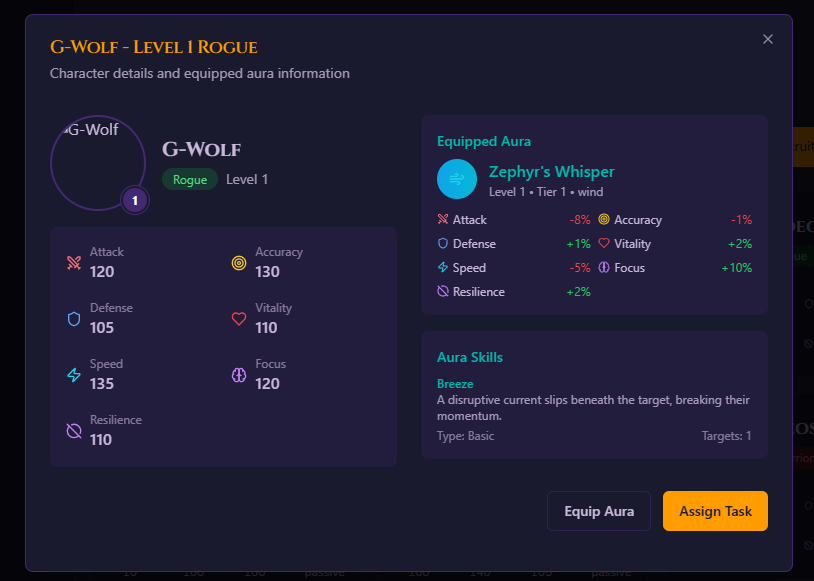 G-Wolf - Level 1 Rogue
Character details and equipped aura information
G-Wolf
G-Wolf
Rogue Level 1
1
Attack
120
Accuracy
130
Defense
105
Vitality
110
Speed
135
Focus
120
Resilience
110
Equipped Aura
Zephyr's Whisper
Level 1 • Tier 1 • wind
Attack -8% Accuracy -1%
Defense +1% Vitality +2%
Speed -5% Focus +10%
Resilience +2%
Aura Skills
Breeze
A disruptive current slips beneath the target, breaking their
momentum.
Type: Basic Targets: 1
Equip Aura Assign Task